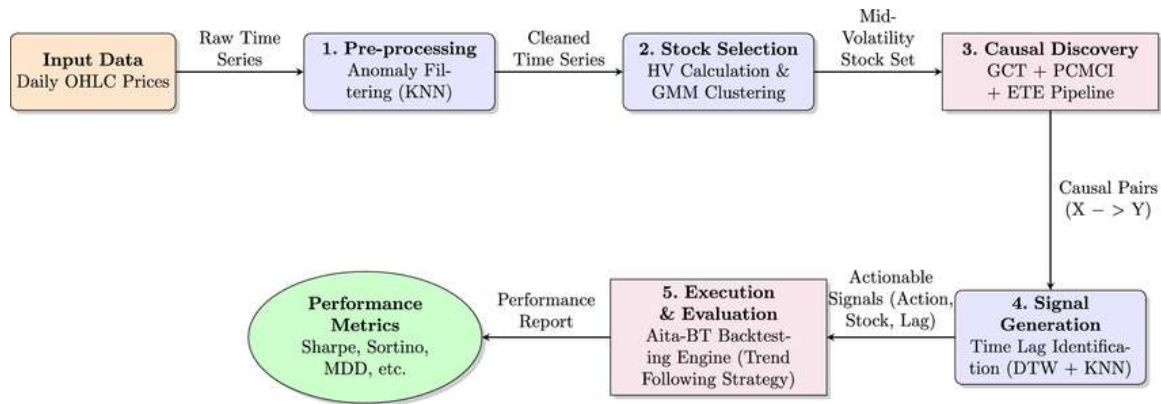 Input Data
Daily OHLC Prices
Raw Time
Series
1. Pre-processing
Anomaly Fil-
tering (KNN)
Cleaned
Time Series
2. Stock Selection
HV Calculation &
GMM Clustering
Mid-
Volatility
Stock Set
3. Causal Discovery
GCT + PCMCI
+ ETE Pipeline
Causal Pairs
(X − > Y)
4. Signal
Generation
Time Lag Identifica-
tion (DTW + KNN)
Actionable
Signals (Action,
Stock, Lag)
5. Execution
& Evaluation
Aita-BT Backtest-
ing Engine (Trend
Following Strategy)
Performance
Report
Performance
Metrics
Sharpe, Sortino,
MDD, etc.